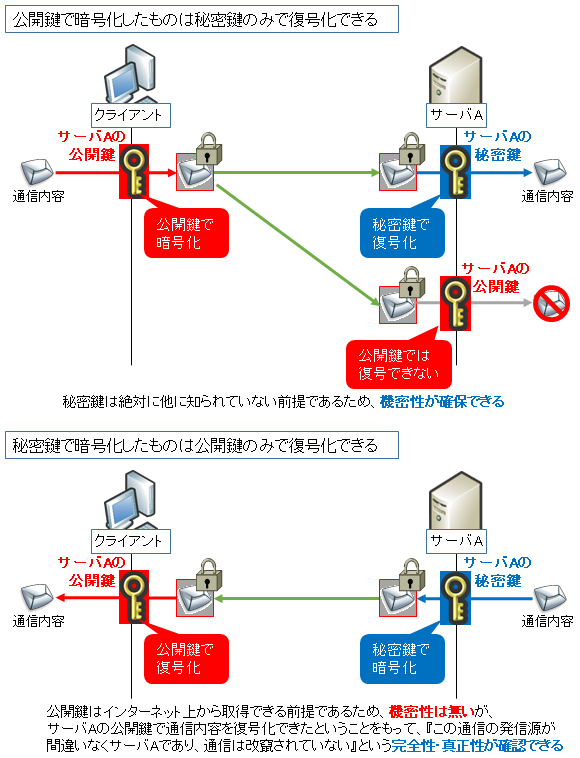 公開鍵で暗号化したものは秘密鍵のみで復号化できる
クライアント
サーバA
サーバAの
公開鍵
サーバAの
秘密鍵
通信内容
通信内容
公開鍵で
暗号化
秘密鍵で
復号化
サーバAの
公開鍵
公開鍵では
復号できない
秘密鍵は絶対に他に知られていない前提であるため、機密性が確保できる
秘密鍵で暗号化したものは公開鍵のみで復号化できる
クライアント
サーバA
サーバAの
公開鍵
サーバAの
秘密鍵
通信内容
通信内容
公開鍵で
復号化
秘密鍵で
暗号化
公開鍵はインターネット上から取得できる前提であるため、機密性は無いが、
サーバAの公開鍵で通信内容を復号化できたということをもって、『この通信の発信源が
間違いなくサーバAであり、通信は改竄されていない』という完全性・真正性が確認できる